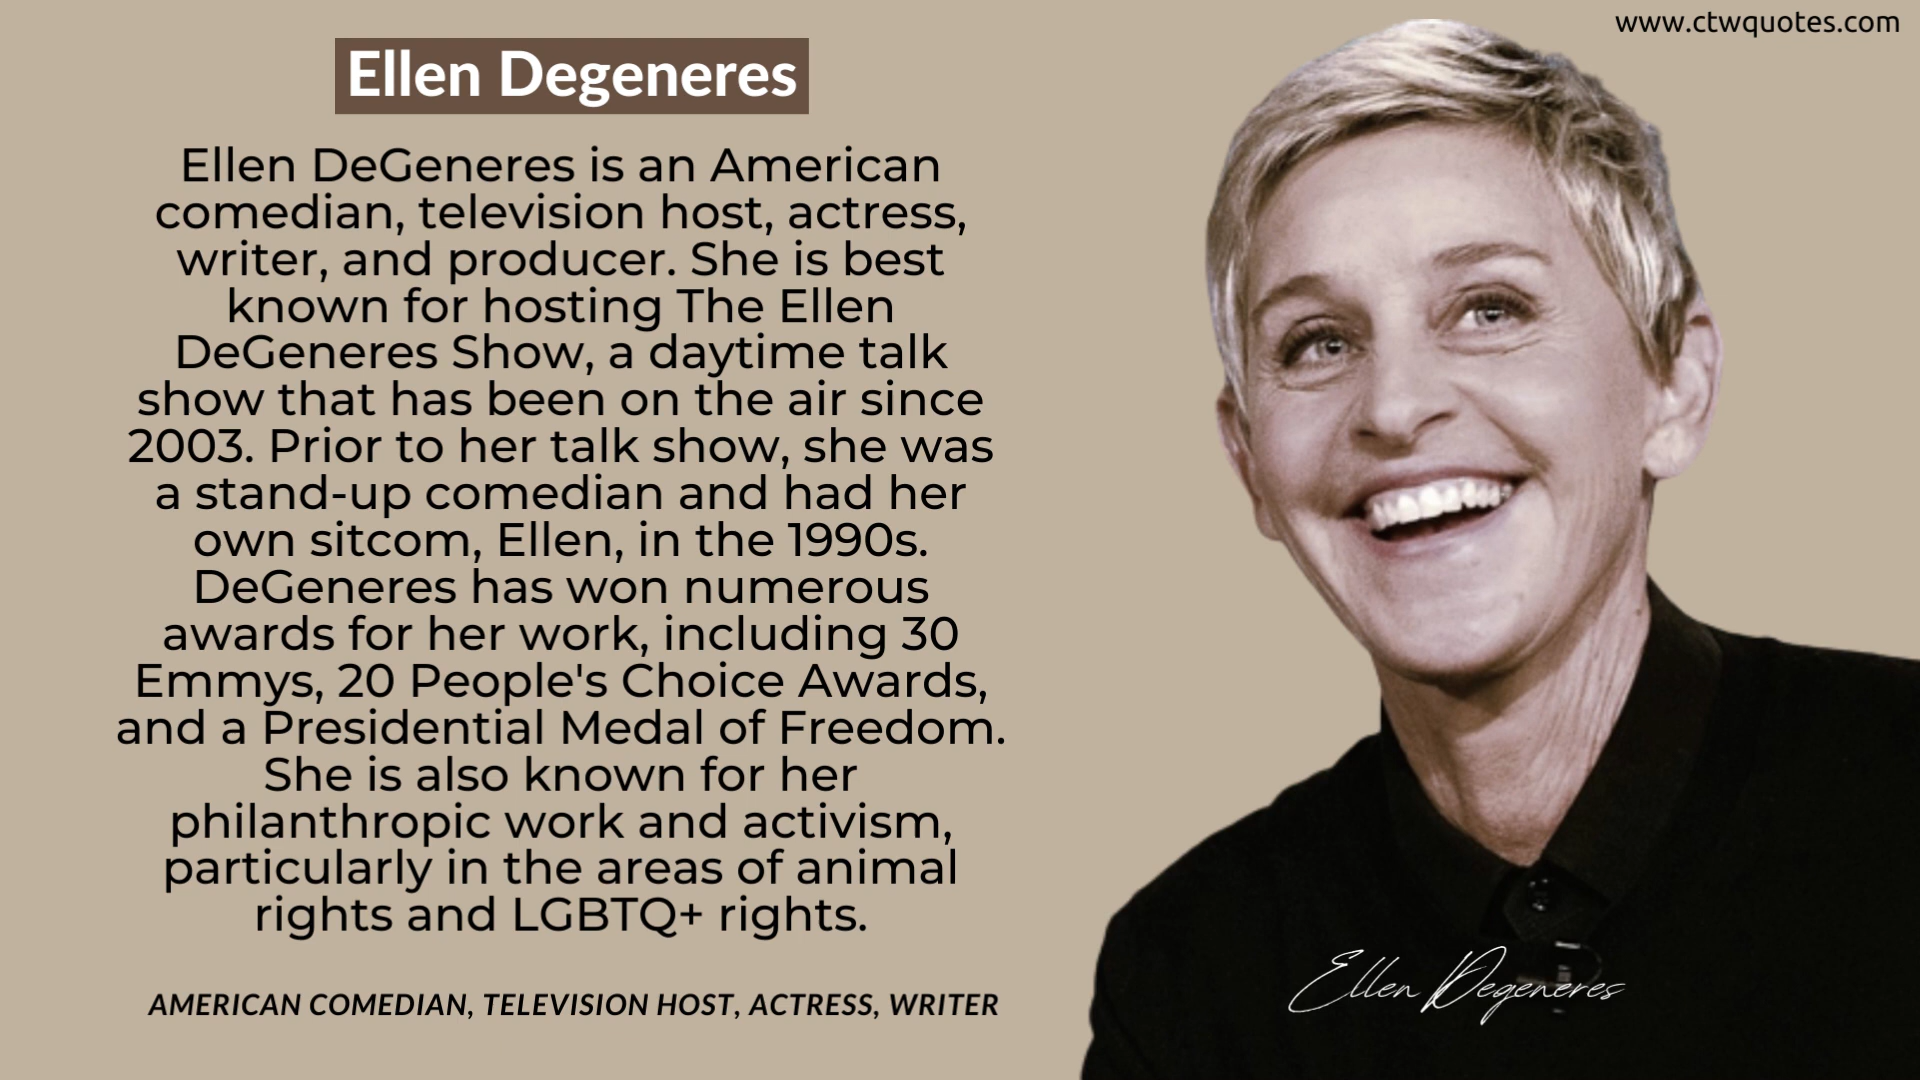 www.ctwquotes.com
Ellen Degeneres
Ellen DeGeneres is an American
comedian, television host, actress,
writer, and producer. She is best
known for hosting The Ellen
DeGeneres Show, a daytime talk
show that has been on the air since
2003. Prior to her talk show, she was
a stand-up comedian and had her
own sitcom, Ellen, in the 1990s.
DeGeneres has won numerous
awards for her work, including 30
Emmys, 20 People's Choice Awards,
and a Presidential Medal of Freedom.
She is also known for her
philanthropic work and activism,
particularly in the areas of animal
rights and LGBTQ+ rights.
AMERICAN COMEDIAN, TELEVISION HOST, ACTRESS, WRITER
Ellen Degeneres